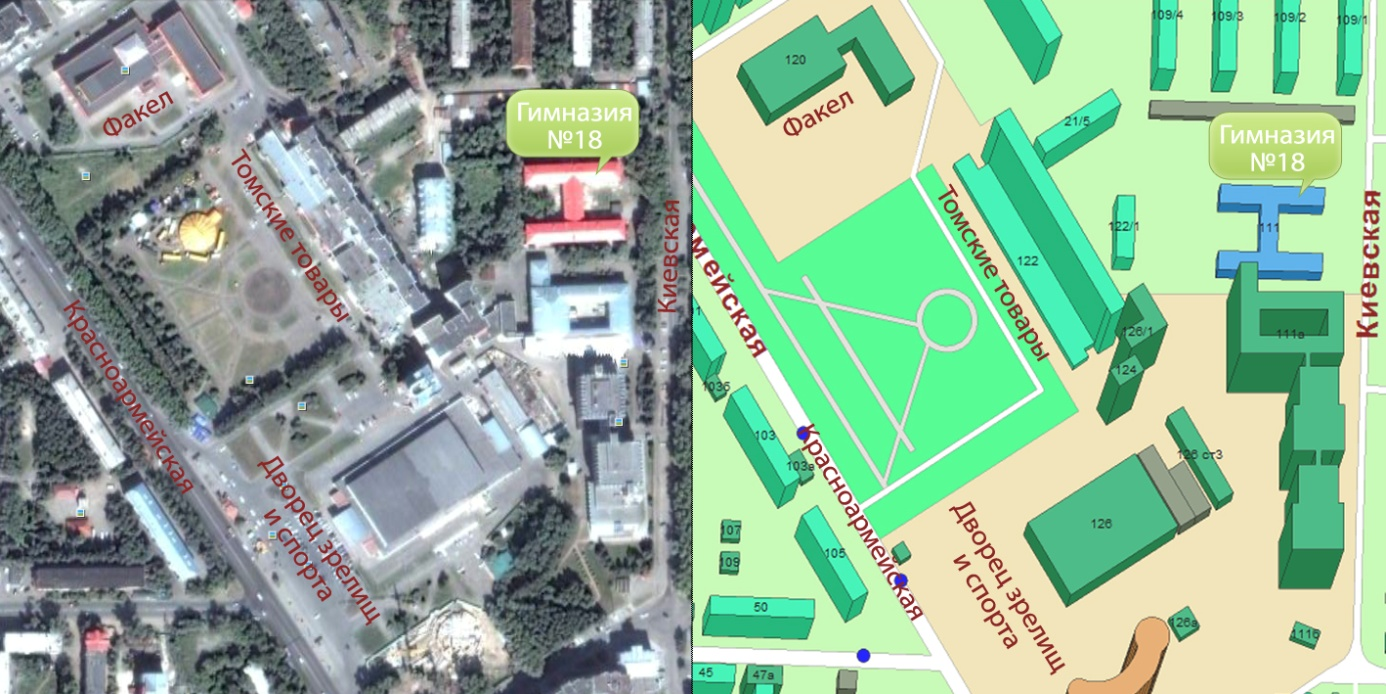 Факел
Гимназия
№18
Томские товары
Киевская
Красноармейская
Дворец зрелищ
и спорта
109/4
109/3
109/2
109/1
120
Факел
21/5
Гимназия
№18
122/1
111
Киевская
Томские товары
122
мейская
126/1
111а
124
103б
103
103а
Красноармейская
126 ст3
126
Дворец зрелищ
и спорта
107
109
105
50
126а
111б
45
47а